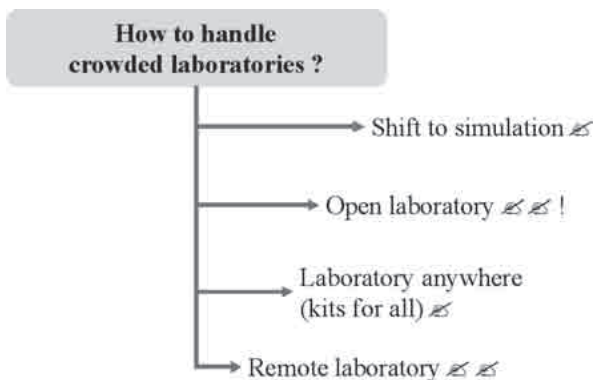 How to handle
crowded laboratories ?
Shift to simulation ✍
Open laboratory ✍ ✍ !
Laboratory anywhere
(kits for all) ✍
Remote laboratory ✍ ✍